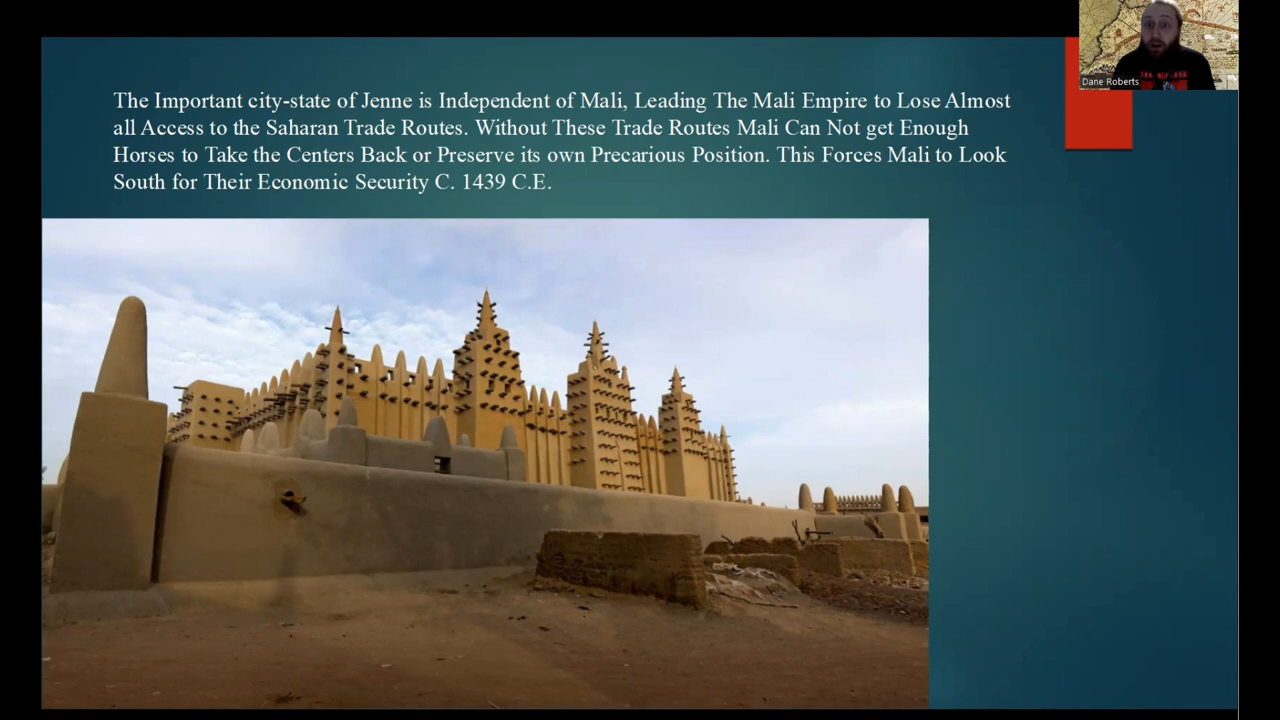 The Important city-state of Jenne is Independent of Mali, Leading The Mali Empire to Lose Almost
all Access to the Saharan Trade Routes. Without These Trade Routes Mali Can Not get Enough
Horses to Take the Centers Back or Preserve its own Precarious Position. This Forces Mali to Look
South for Their Economic Security C. 1439 C.E.
Dane Roberts